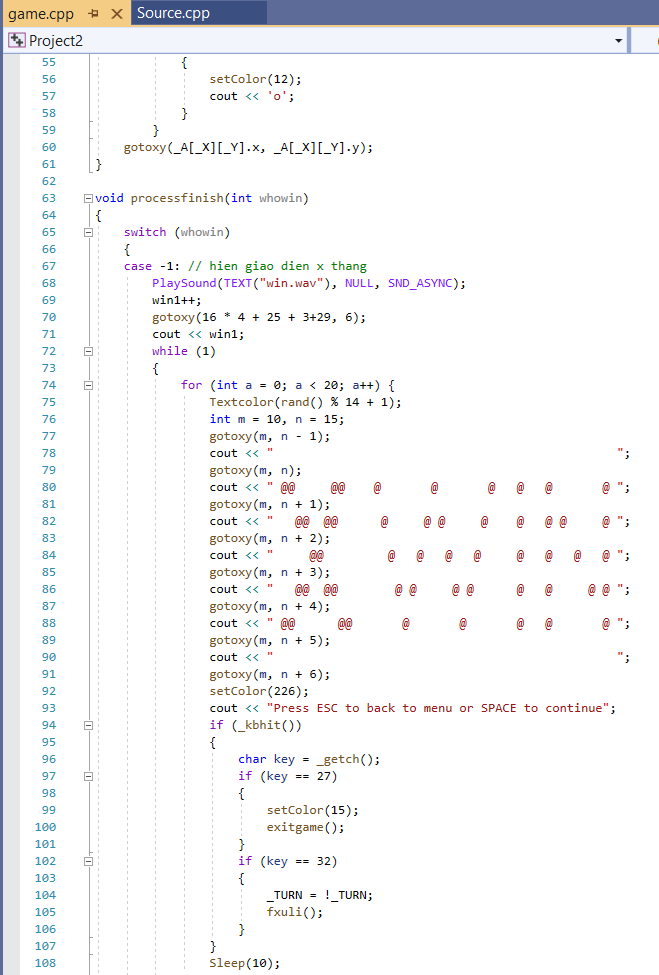 game.cpp Source.cpp
Project2
55 {
56 setColor(12);
57 cout << 'o';
58 }
59 }
60 gotoxy(_A[_X][_Y].x, _A[_X][_Y].y);
61 }
62
63 void processfinish(int whowin)
64 {
65 switch (whowin)
66 {
67 case -1: // hien giao dien x thang
68 PlaySound(TEXT("win.wav"), NULL, SND_ASYNC);
69 win1++;
70 gotoxy(16 * 4 + 25 + 3+29, 6);
71 cout << win1;
72 while (1)
73 {
74 for (int a = 0; a < 20; a++) {
75 Textcolor(rand() % 14 + 1);
76 int m = 10, n = 15;
77 gotoxy(m, n - 1);
78 cout << "                                                ";
79 gotoxy(m, n);
80 cout << " @@     @@    @       @       @   @   @       @ ";
81 gotoxy(m, n + 1);
82 cout << "   @@  @@      @     @ @     @    @   @ @     @ ";
83 gotoxy(m, n + 2);
84 cout << "     @@         @   @   @   @     @   @   @   @ ";
85 gotoxy(m, n + 3);
86 cout << "   @@  @@        @ @     @ @      @   @     @ @ ";
87 gotoxy(m, n + 4);
88 cout << " @@      @@       @       @       @   @       @ ";
89 gotoxy(m, n + 5);
90 cout << "                                                ";
91 gotoxy(m, n + 6);
92 setColor(226);
93 cout << "Press ESC to back to menu or SPACE to continue";
94 if (_kbhit())
95 {
96 char key = _getch();
97 if (key == 27)
98 {
99 setColor(15);
100 exitgame();
101 }
102 if (key == 32)
103 {
104 _TURN = !_TURN;
105 fxuli();
106 }
107 }
108 Sleep(10);